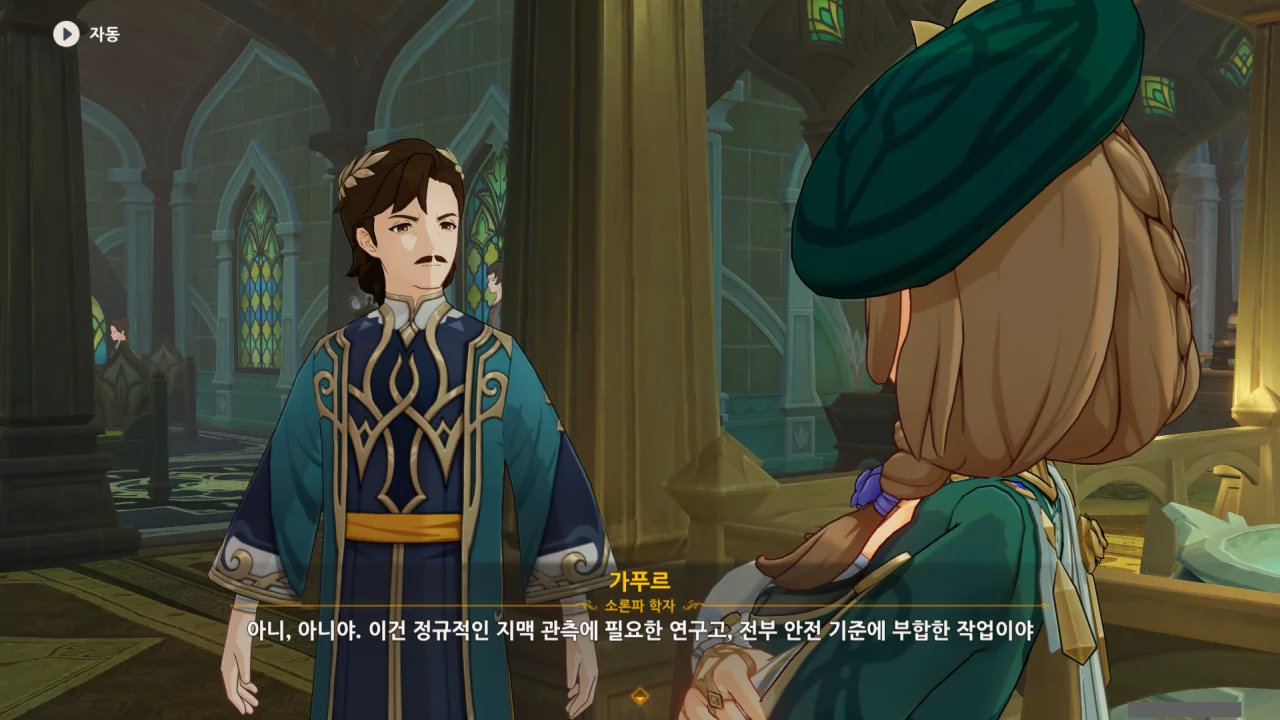 자동
가푸르
소론파 학자
아니, 아니야. 이건 정규적인 지맥 관측에 필요한 연구고, 전부 안전 기준에 부합한 작업이야